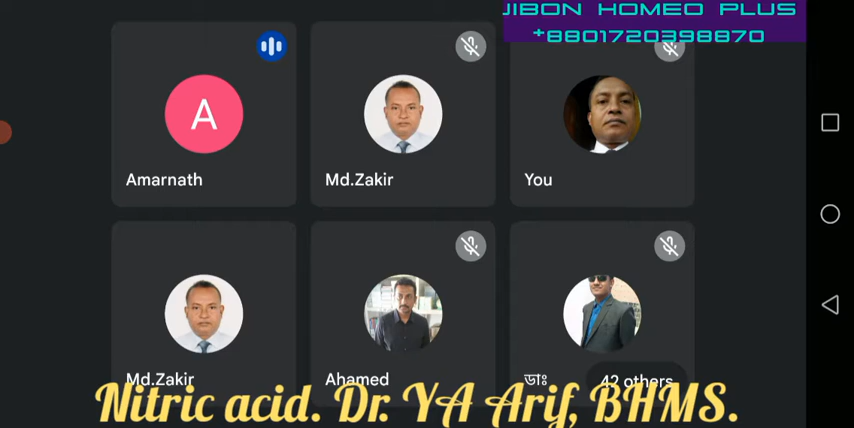 JIBON HOMEO PLUS
+8801720398870
A
Amarnath
Md.Zakir
You
Md.Zakir
Ahamed
ডাঃ
42 others
Nitric acid. Dr. YA Arif, BHMS.